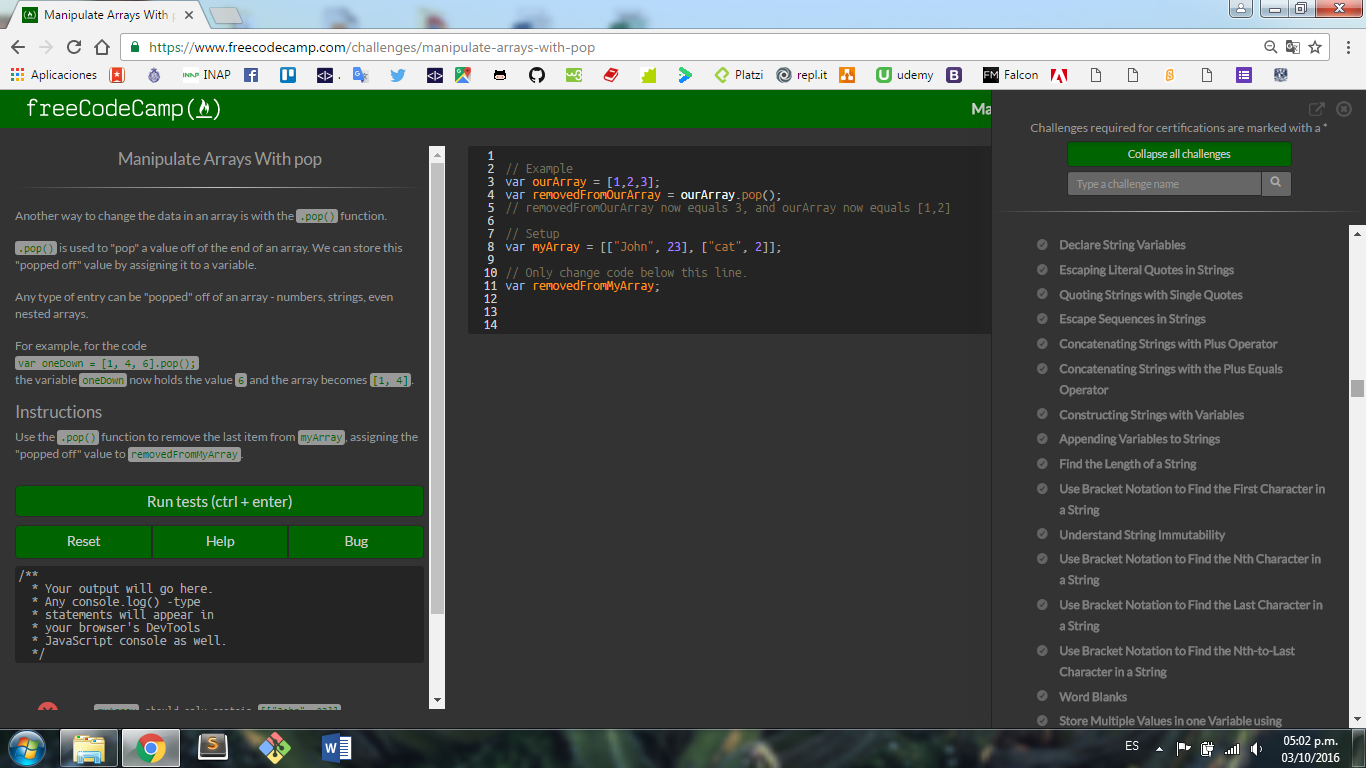 Manipulate Arrays With
https://www.freecodecamp.com/challenges/manipulate-arrays-with-pop
Aplicaciones
INAP INAP
Platzi
repl.it
udemy
B
FM Falcon
freeCodeCamp
Ma
Manipulate Arrays With pop
Another way to change the data in an array is with the .pop() function.
.pop() is used to "pop" a value off of the end of an array. We can store this
"popped off" value by assigning it to a variable.
Any type of entry can be "popped" off of an array - numbers, strings, even
nested arrays.
For example, for the code
var oneDown = [1, 4, 6].pop();
the variable oneDown now holds the value 6 and the array becomes [1, 4].
Instructions
Use the .pop() function to remove the last item from myArray, assigning the
"popped off" value to removedFromMyArray.
Run tests (ctrl + enter)
Reset
Help
Bug
/**
* Your output will go here.
* Any console.log() -type
* statements will appear in
* your browser's DevTools
* JavaScript console as well.
*/
1
2 // Example
3 var ourArray = [1,2,3];
4 var removedFromOurArray = ourArray.pop();
5 // removedFromOurArray now equals 3, and ourArray now equals [1,2]
6
7 // Setup
8 var myArray = [["John", 23], ["cat", 2]];
9
10 // Only change code below this line.
11 var removedFromMyArray;
12
13
14
Challenges required for certifications are marked with a *
Collapse all challenges
Type a challenge name
Declare String Variables
Escaping Literal Quotes in Strings
Quoting Strings with Single Quotes
Escape Sequences in Strings
Concatenating Strings with Plus Operator
Concatenating Strings with the Plus Equals
Operator
Constructing Strings with Variables
Appending Variables to Strings
Find the Length of a String
Use Bracket Notation to Find the First Character in
a String
Understand String Immutability
Use Bracket Notation to Find the Nth Character in
a String
Use Bracket Notation to Find the Last Character in
a String
Use Bracket Notation to Find the Nth-to-Last
Character in a String
Word Blanks
Store Multiple Values in one Variable using
ES
05:02 p.m.
03/10/2016